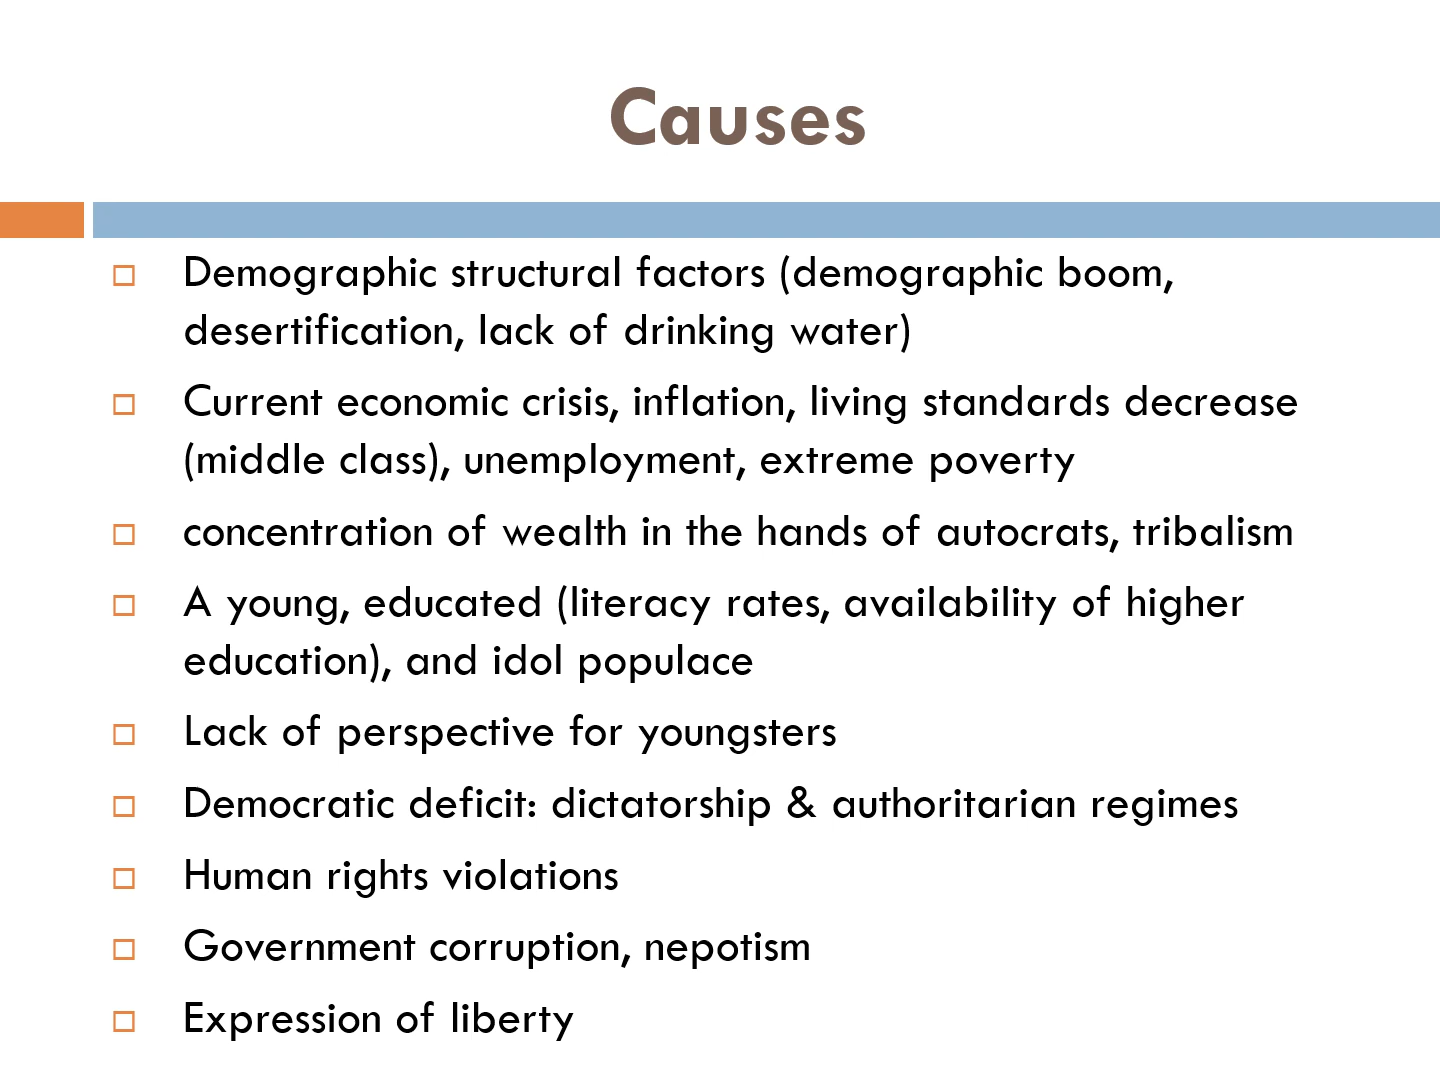 Causes
Demographic structural factors (demographic boom,
desertification, lack of drinking water)
Current economic crisis, inflation, living standards decrease
(middle class), unemployment, extreme poverty
concentration of wealth in the hands of autocrats, tribalism
A young, educated (literacy rates, availability of higher
education), and idol populace
Lack of perspective for youngsters
Democratic deficit: dictatorship & authoritarian regimes
Human rights violations
Government corruption, nepotism
Expression of liberty